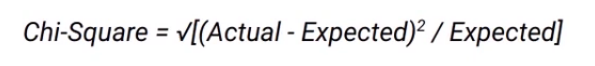 Chi-Square = √[(Actual - Expected)² / Expected]